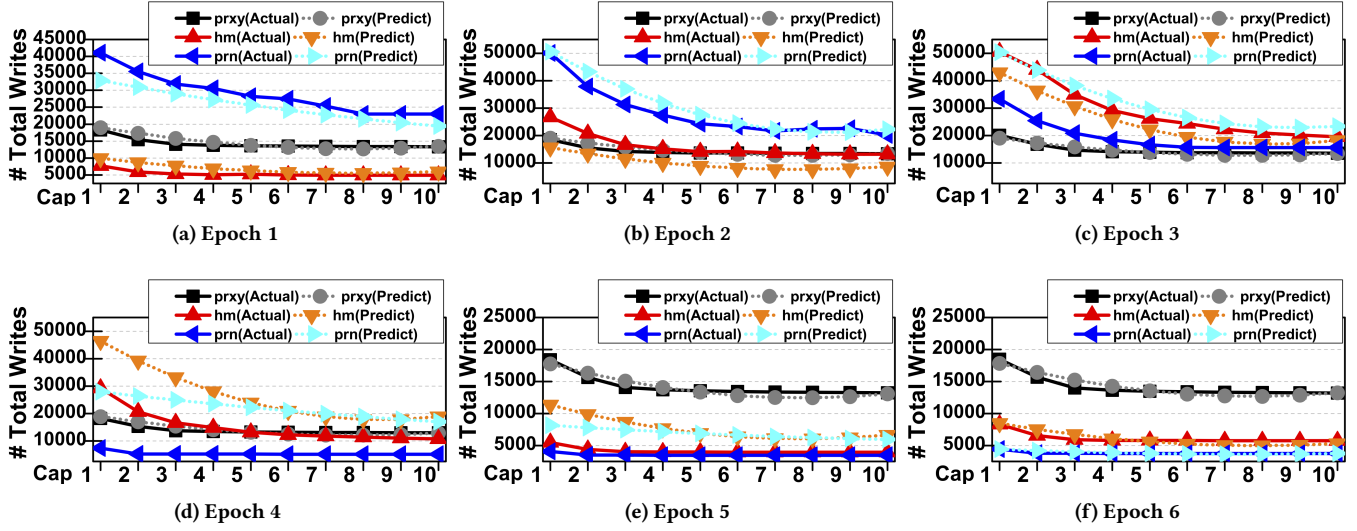 prxy(Actual) prxy(Predict)
hm(Actual) hm(Predict)
prn(Actual) prn(Predict)
# Total Writes
45000
40000
35000
30000
25000
20000
15000
10000
5000
Cap 1 2 3 4 5 6 7 8 9 10
(a) Epoch 1
prxy(Actual) prxy(Predict)
hm(Actual) hm(Predict)
prn(Actual) prn(Predict)
# Total Writes
50000
40000
30000
20000
10000
Cap 1 2 3 4 5 6 7 8 9 10
(b) Epoch 2
prxy(Actual) prxy(Predict)
hm(Actual) hm(Predict)
prn(Actual) prn(Predict)
# Total Writes
50000
40000
30000
20000
10000
Cap 1 2 3 4 5 6 7 8 9 10
(c) Epoch 3
prxy(Actual) prxy(Predict)
hm(Actual) hm(Predict)
prn(Actual) prn(Predict)
# Total Writes
50000
40000
30000
20000
10000
Cap 1 2 3 4 5 6 7 8 9 10
(d) Epoch 4
prxy(Actual) prxy(Predict)
hm(Actual) hm(Predict)
prn(Actual) prn(Predict)
# Total Writes
25000
20000
15000
10000
5000
Cap 1 2 3 4 5 6 7 8 9 10
(e) Epoch 5
prxy(Actual) prxy(Predict)
hm(Actual) hm(Predict)
prn(Actual) prn(Predict)
# Total Writes
25000
20000
15000
10000
5000
Cap 1 2 3 4 5 6 7 8 9 10
(f) Epoch 6